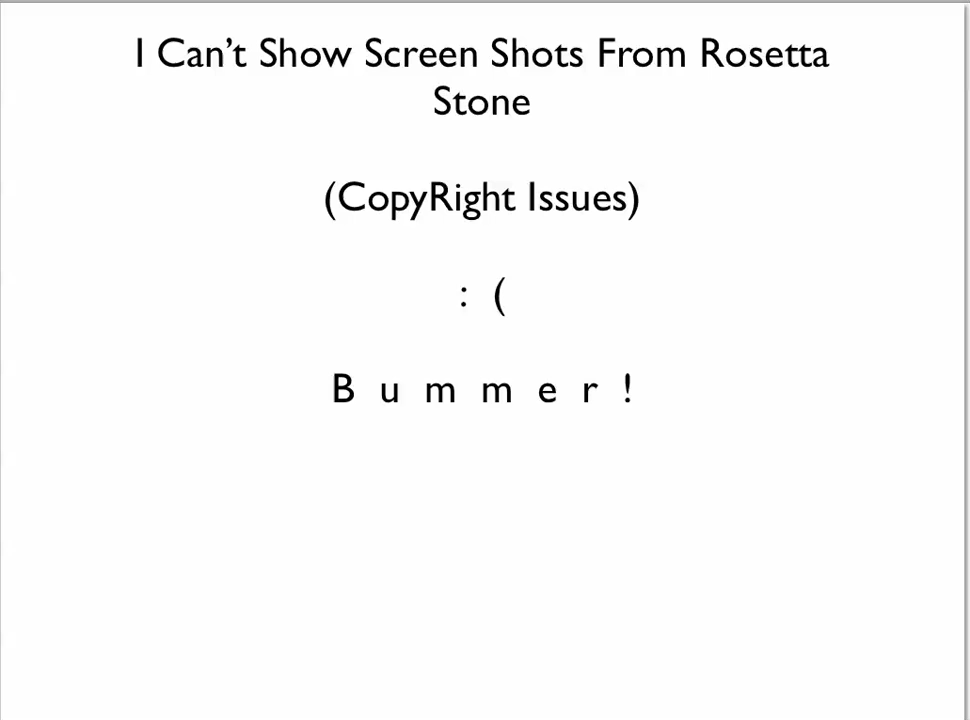 I Can’t Show Screen Shots From Rosetta
Stone
(CopyRight Issues)
: (
B u m m e r !